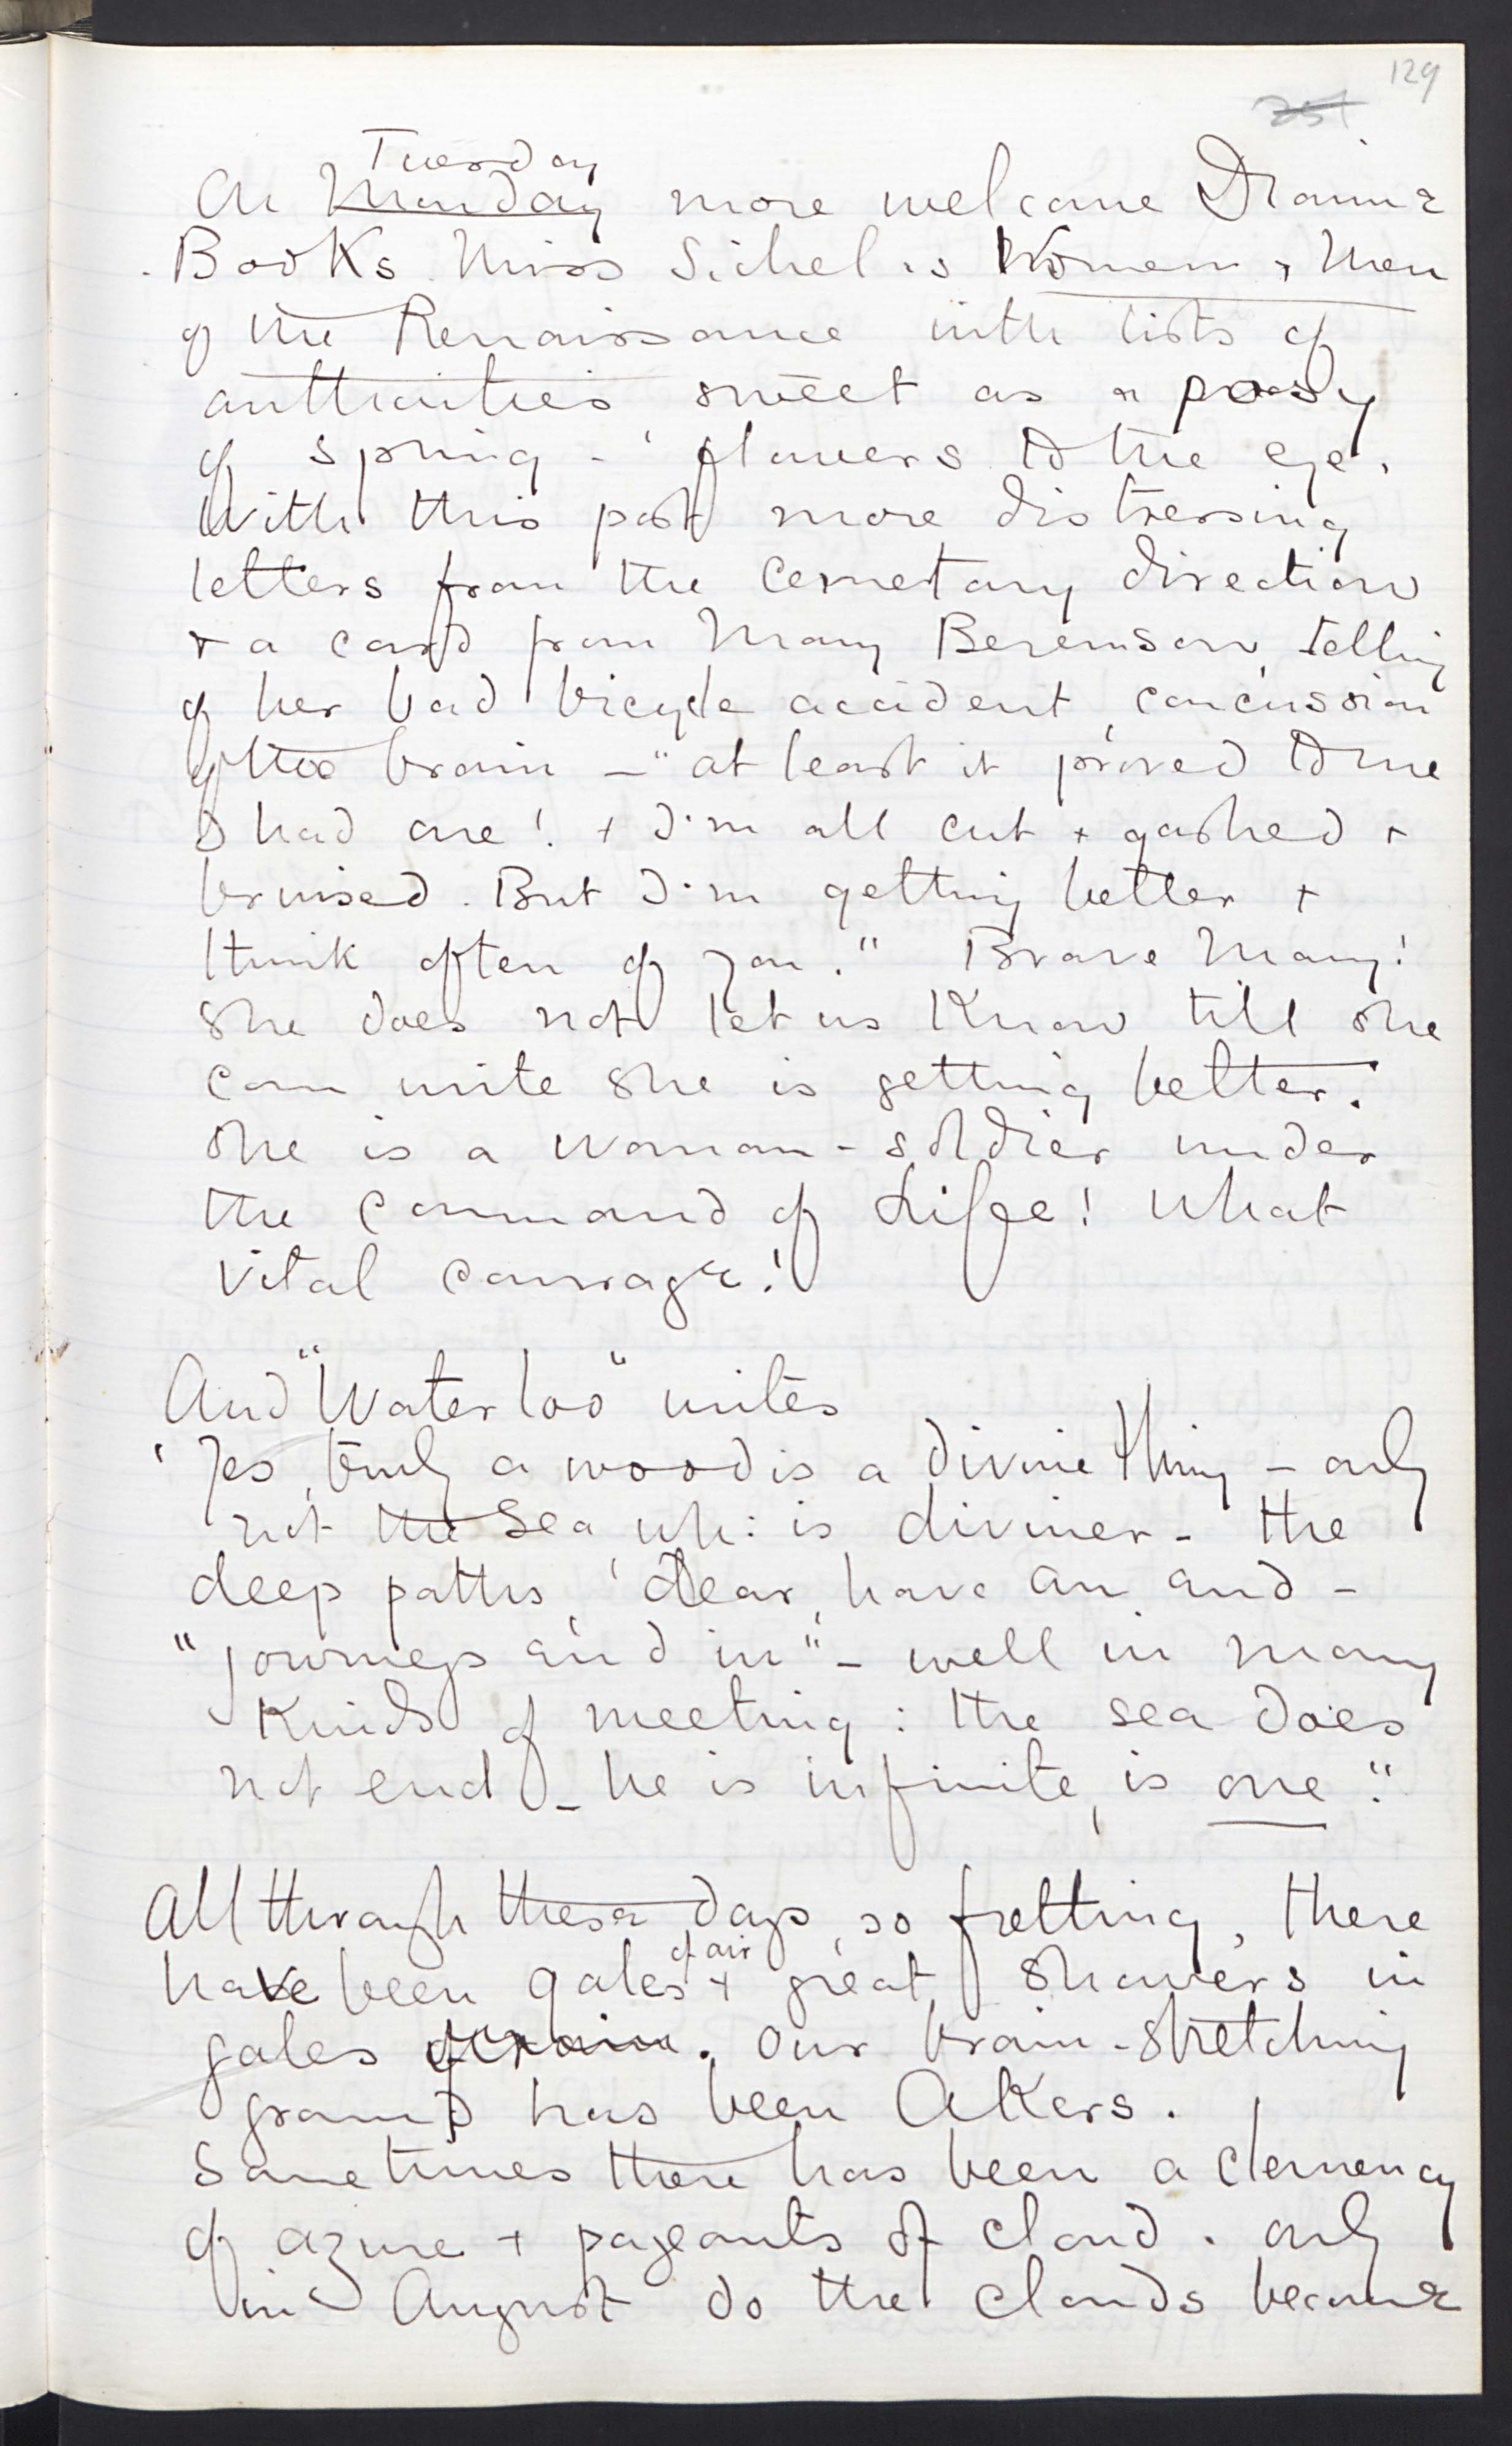 129
251
Tuesday
On Monday more welcome Dramne
Books Miss Sichel's Women & Men
of the Renaissance with lists of
authorities sweet as a posy
of spring-flowers to the eye.
With this post more distressing
letters from the Cemetary direction
& a card from Mary Berenson, telling
of her bad bicycle accident, concussion
of the brain — "at least it proved to me
I had one! & I'm all cut & gashed &
bruised. But I'm getting better &
think often of you." Brave Mary!
She does not let us know till she
can write she is getting better.
She is a woman-soldier under
the command of Life! What
vital courage!
And "Waterloo" writes
'Yes, truly a wood is a divine thing - only
not the Sea wh: is diviner - the
deep paths, dear, have an end -
"journeys end in" - well in many
kinds of meeting: the sea does
not end - he is infinite, is one."
All through these days, so fretting, there
of air
have been gales & great showers in
gales of rain. Our brain-stretching
ground has been Alkers.
Sometimes there has been a clemency
of azure & pageants of cloud. Only
in August do the clouds become